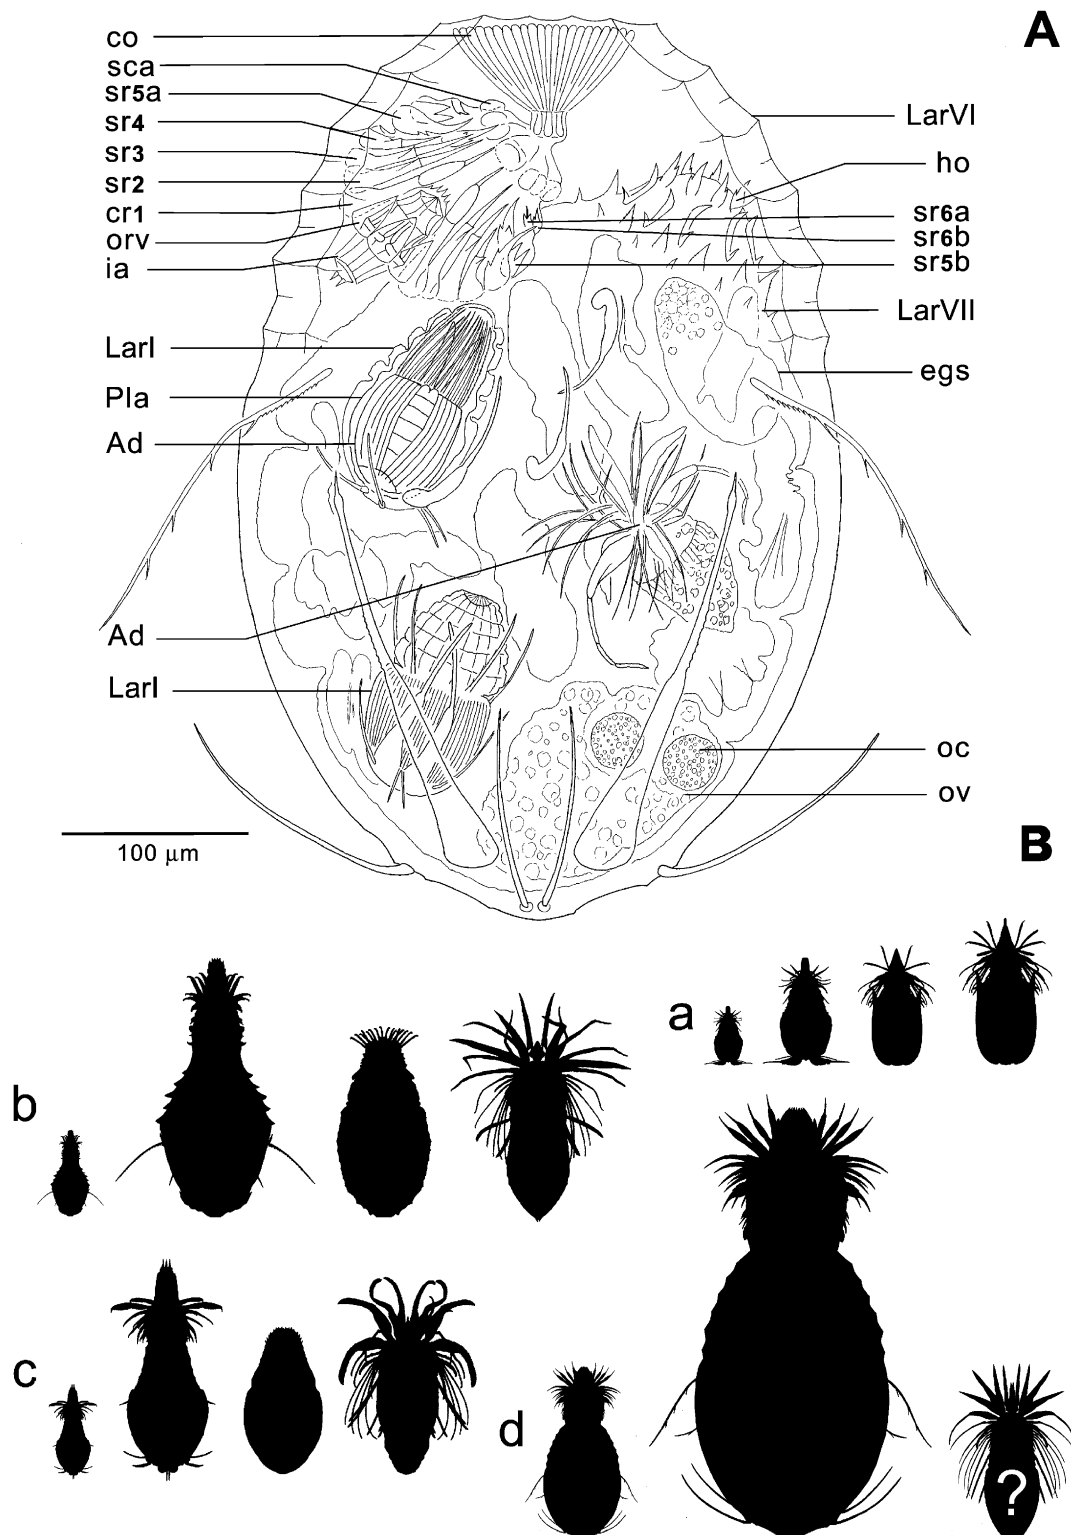 A
co
sca
sr5a
sr4
sr3
sr2
cr1
orv
ia
LarI
Pla
Ad
Ad
LarI
LarVI
ho
sr6a
sr6b
sr5b
LarVII
egs
oc
ov
100 µm
B
a
b
c
d
?